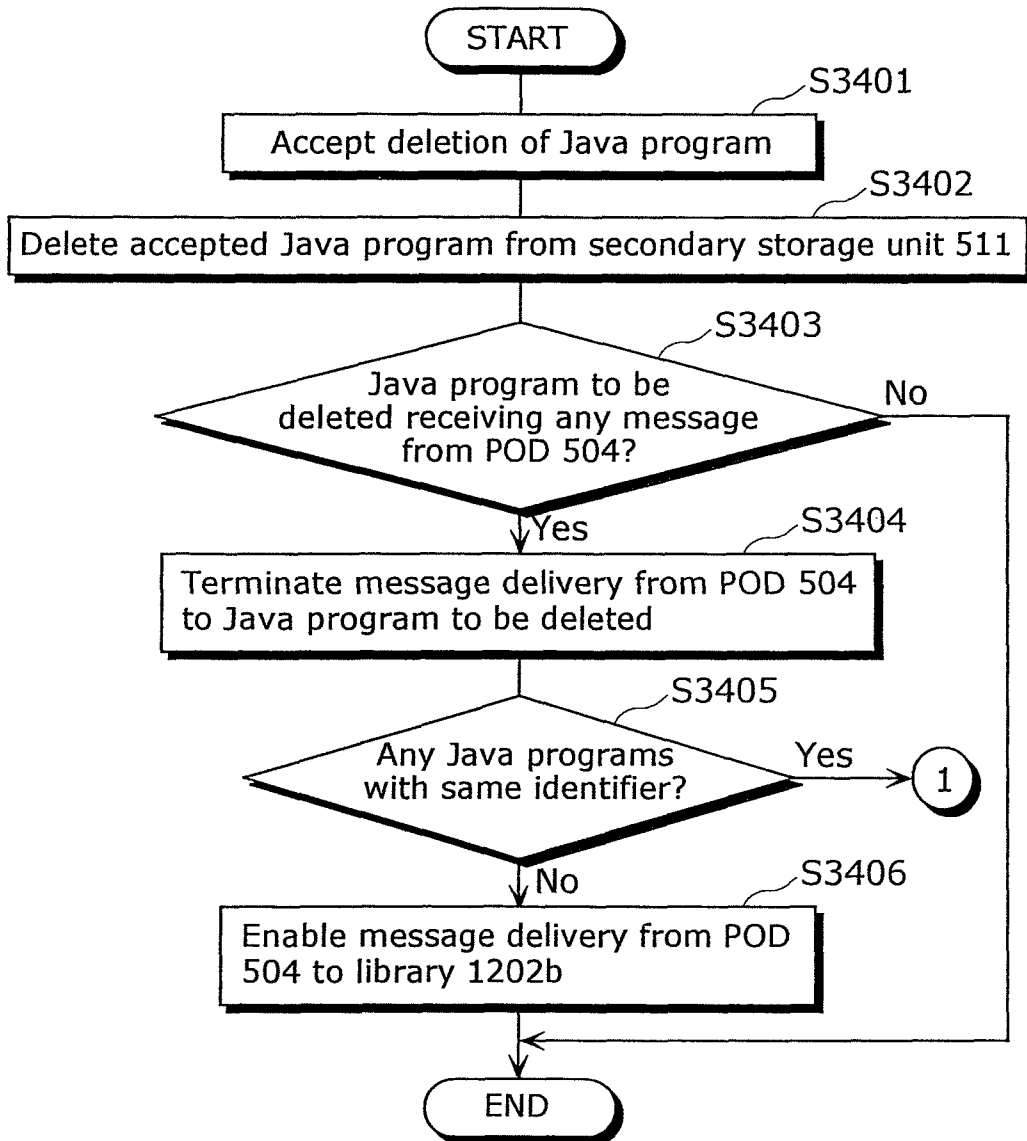 START
S3401
Accept deletion of Java program
S3402
Delete accepted Java program from secondary storage unit 511
S3403
Java program to be
deleted receiving any message
from POD 504?
No
Yes
S3404
Terminate message delivery from POD 504
to Java program to be deleted
S3405
Any Java programs
with same identifier?
Yes
1
No
S3406
Enable message delivery from POD
504 to library 1202b
END